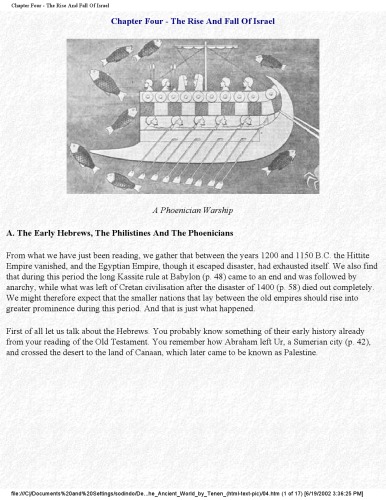 Chapter Four - The Rise And Fall Of Israel
Chapter Four - The Rise And Fall Of Israel
A Phoenician Warship
A. The Early Hebrews, The Philistines And The Phoenicians
From what we have just been reading, we gather that between the years 1200 and 1150 B.C. the Hittite
Empire vanished, and the Egyptian Empire, though it escaped disaster, had exhausted itself. We also find
that during this period the long Kassite rule at Babylon (p. 48) came to an end and was followed by
anarchy, while what was left of Cretan civilisation after the disaster of 1400 (p. 58) died out completely.
We might therefore expect that the smaller nations that lay between the old empires should rise into
greater prominence during this period. And that is just what happened.
First of all let us talk about the Hebrews. You probably know something of their early history already
from your reading of the Old Testament. You remember how Abraham left Ur, a Sumerian city (p. 42),
and crossed the desert to the land of Canaan, which later came to be known as Palestine.
file:///C|/Documents%20and%20Settings/sodindo/De...he_Ancient_World_by_Tenen_(html-text-pic)/04.htm (1 of 17) [6/19/2002 3:36:25 PM]